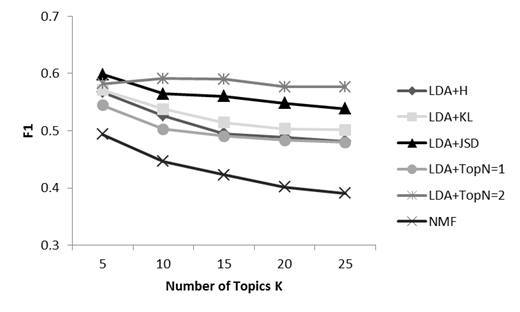 0.7
0.6
0.5
0.4
0.3
F1
5 10 15 20 25
Number of Topics K
LDA+H
LDA+KL
LDA+JSD
LDA+TopN=1
LDA+TopN=2
NMF